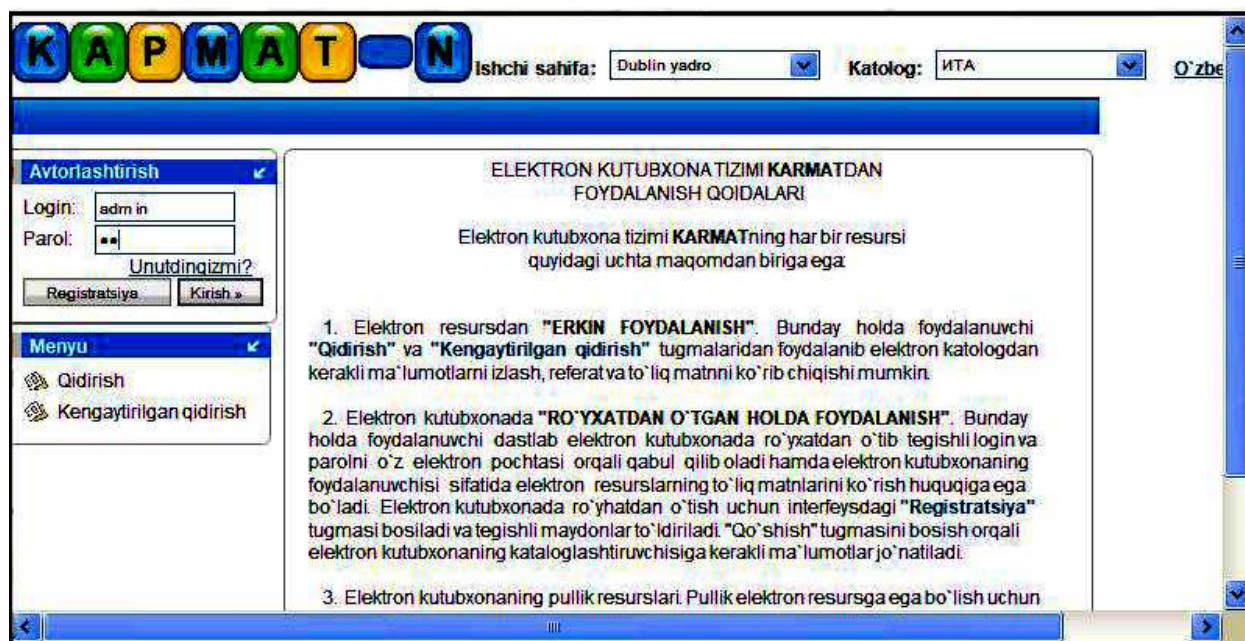 КАРМАТ-N
Ishchi sahifa: Dublin yadro Katolog: ИТА O`zbe
Avtorlashtirish
Login: adm in
Parol:
Unutdingizmi?
Registratsiya Kirish »
Menyu
Qidirish
Kengaytirilgan qidirish
ELEKTRON KUTUBXONA TIZIMI KARMATDAN
FOYDALANISH QOIDALARI
Elektron kutubxona tizimi KARMATning har bir resursi
quyidagi uchta maqomdan biriga ega:
1. Elektron resursdan "ERKIN FOYDALANISH". Bunday holda foydalanuvchi
"Qidirish" va "Kengaytirilgan qidirish" tugmalaridan foydalanib elektron katologdan
kerakli ma`lumotlarni izlash, referat va to`liq matnni ko`rib chiqishi mumkin.
2. Elektron kutubxonada "RO`YXATDAN O`TGAN HOLDA FOYDALANISH". Bunday
holda foydalanuvchi dastlab elektron kutubxonada ro`yxatdan o`tib tegishli login va
parolni o`z elektron pochtasi orqali qabul qilib oladi hamda elektron kutubxonaning
foydalanuvchisi sifatida elektron resurslarning to`liq matnlarini ko`rish huquqiga ega
bo`ladi. Elektron kutubxonada ro`yhatdan o`tish uchun interfeysdagi "Registratsiya"
tugmasi bosiladi va tegishli maydonlar to`ldiriladi. "Qo`shish" tugmasini bosish orqali
elektron kutubxonaning kataloglashtiruvchisiga kerakli ma`lumotlar jo`natiladi.
3. Elektron kutubxonaning pullik resurslari. Pullik elektron resursga ega bo`lish uchun